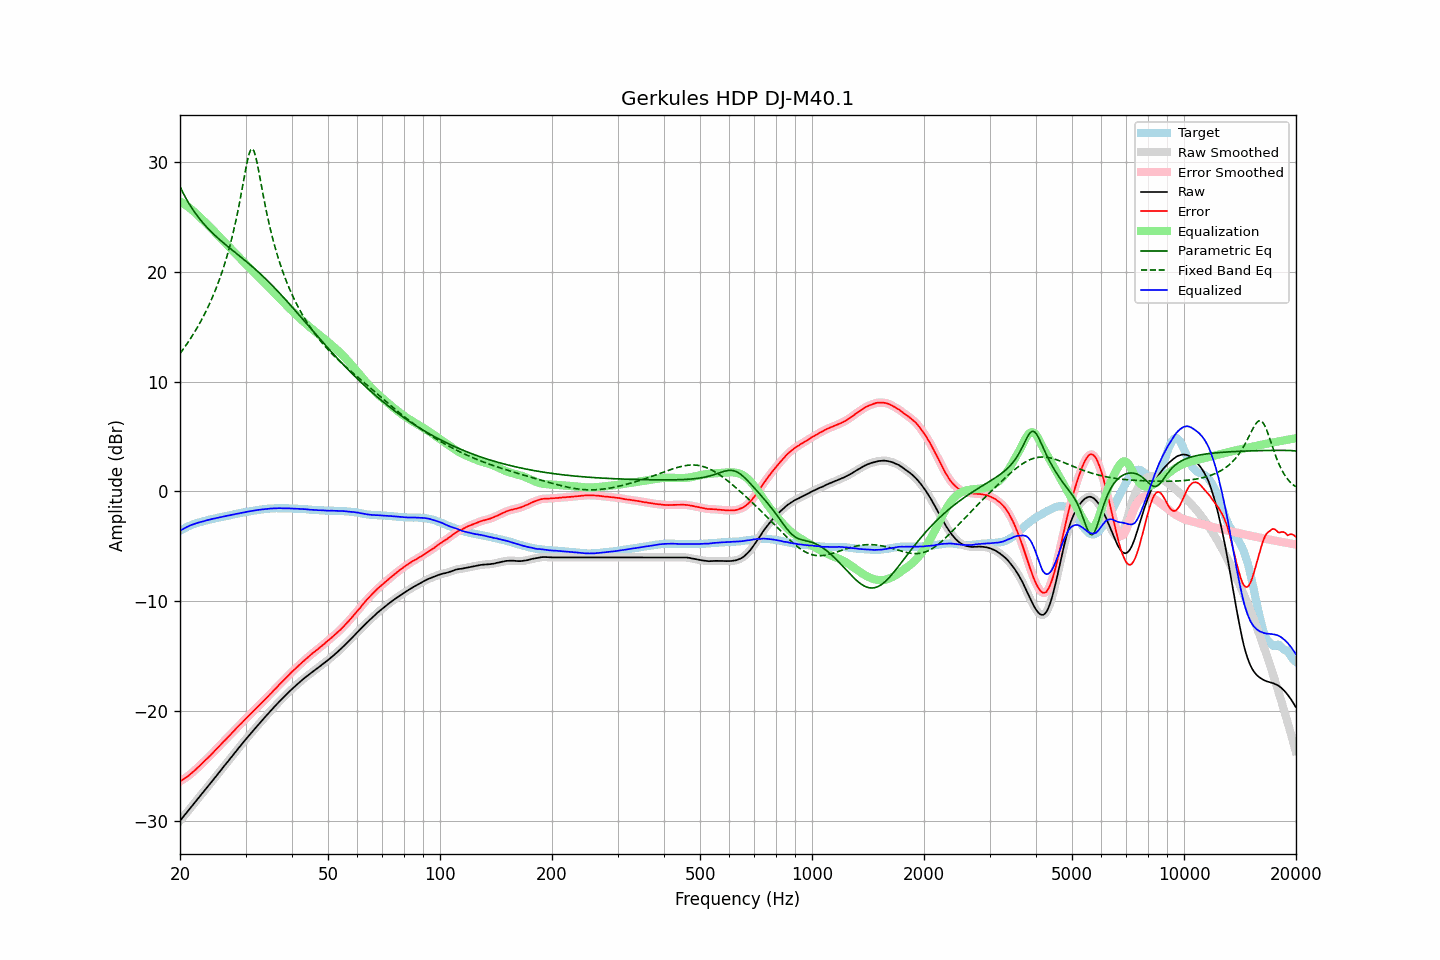 Gerkules HDP DJ-M40.1
Target
Raw Smoothed
Error Smoothed
Raw
Error
Equalization
Parametric Eq
Fixed Band Eq
Equalized
Amplitude (dBr)
30
20
10
0
−10
−20
−30
20 50 100 200 500 1000 2000 5000 10000 20000
Frequency (Hz)